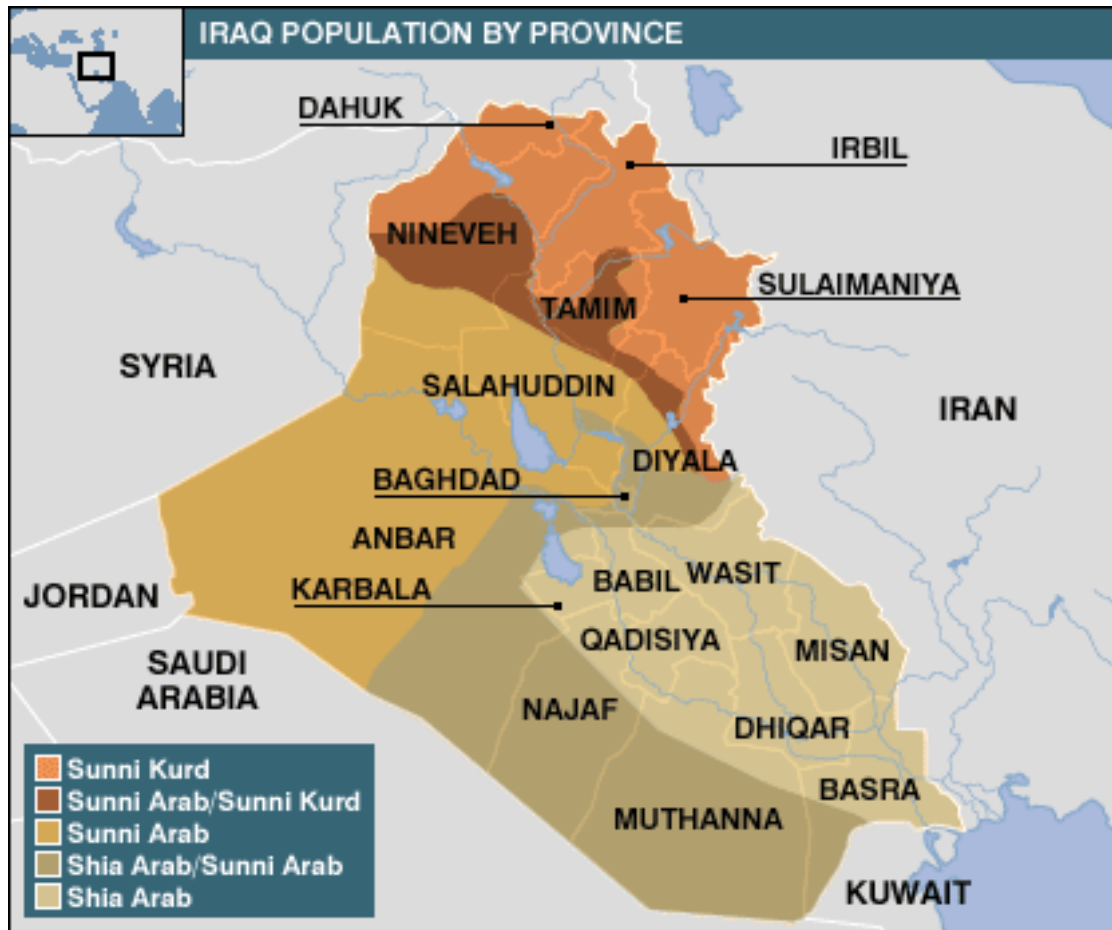 IRAQ POPULATION BY PROVINCE
DAHUK
IRBIL
NINEVEH
SULAIMANIYA
TAMIM
SYRIA
SALAHUDDIN
IRAN
DIYALA
BAGHDAD
ANBAR
WASIT
BABIL
KARBALA
JORDAN
QADISIYA
MISAN
SAUDI
ARABIA
NAJAF
DHIQAR
BASRA
MUTHANNA
KUWAIT
Sunni Kurd
Sunni Arab/Sunni Kurd
Sunni Arab
Shia Arab/Sunni Arab
Shia Arab